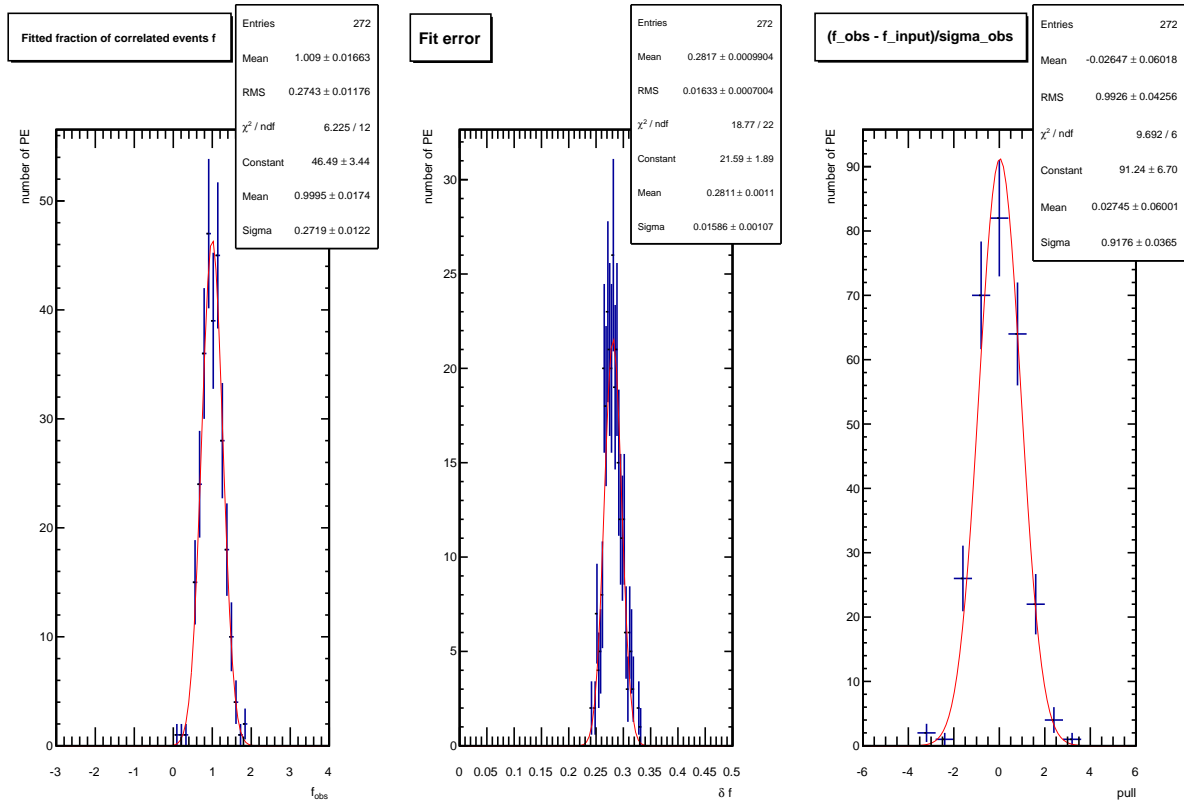 Fitted fraction of correlated events f
Entries 272
Mean 1.009 ± 0.01663
RMS 0.2743 ± 0.01176
χ² / ndf 6.225 / 12
Constant 46.49 ± 3.44
Mean 0.9995 ± 0.0174
Sigma 0.2719 ± 0.0122
number of PE
50
40
30
20
10
0
-3 -2 -1 0 1 2 3 4
f_obs
Fit error
Entries 272
Mean 0.2817 ± 0.0009904
RMS 0.01633 ± 0.0007004
χ² / ndf 18.77 / 22
Constant 21.59 ± 1.89
Mean 0.2811 ± 0.0011
Sigma 0.01586 ± 0.00107
number of PE
30
25
20
15
10
5
0
0 0.05 0.1 0.15 0.2 0.25 0.3 0.35 0.4 0.45 0.5
δ f
(f_obs - f_input)/sigma_obs
Entries 272
Mean -0.02647 ± 0.06018
RMS 0.9926 ± 0.04256
χ² / ndf 9.692 / 6
Constant 91.24 ± 6.70
Mean 0.02745 ± 0.06001
Sigma 0.9176 ± 0.0365
number of PE
90
80
70
60
50
40
30
20
10
0
-6 -4 -2 0 2 4 6
pull